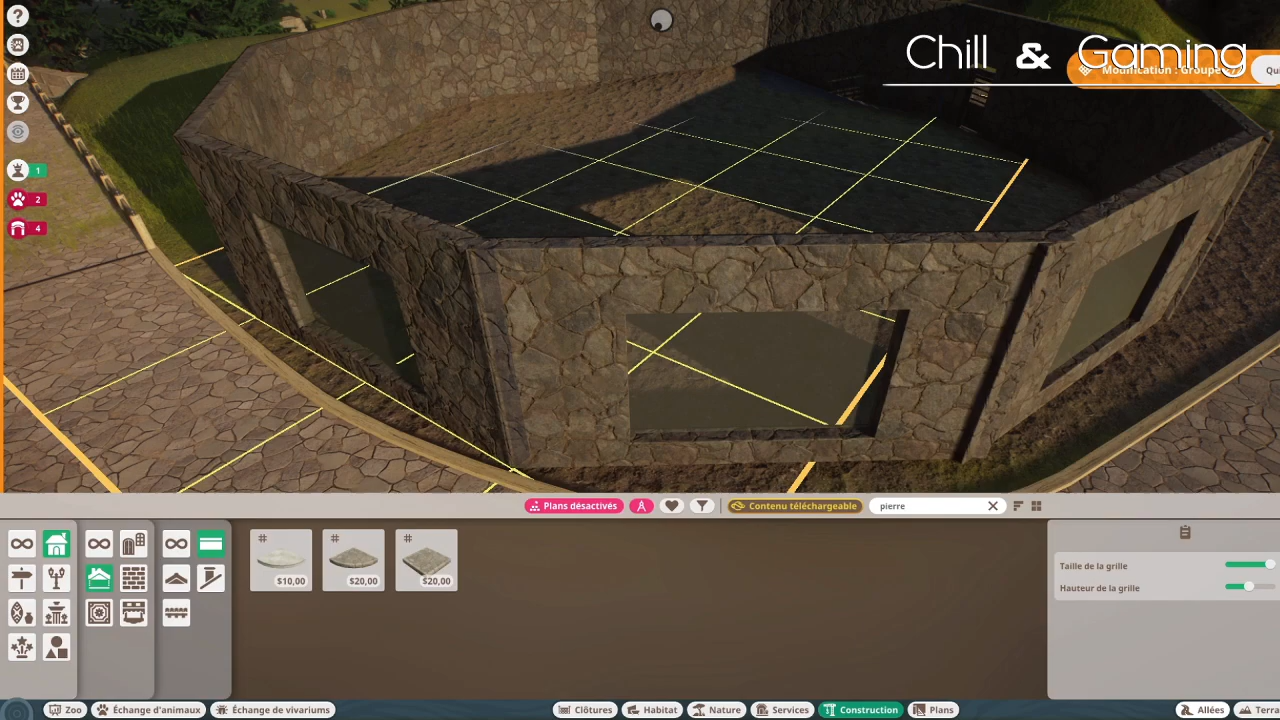 Chill & Gaming
Modification : Groupe
Qui
1
2
4
Plans désactivés
Contenu téléchargeable
pierre
$10,00
$20,00
$20,00
Taille de la grille
Hauteur de la grille
Zoo
Échange d'animaux
Échange de vivariums
Clôtures
Habitat
Nature
Services
Construction
Plans
Allées
Terra